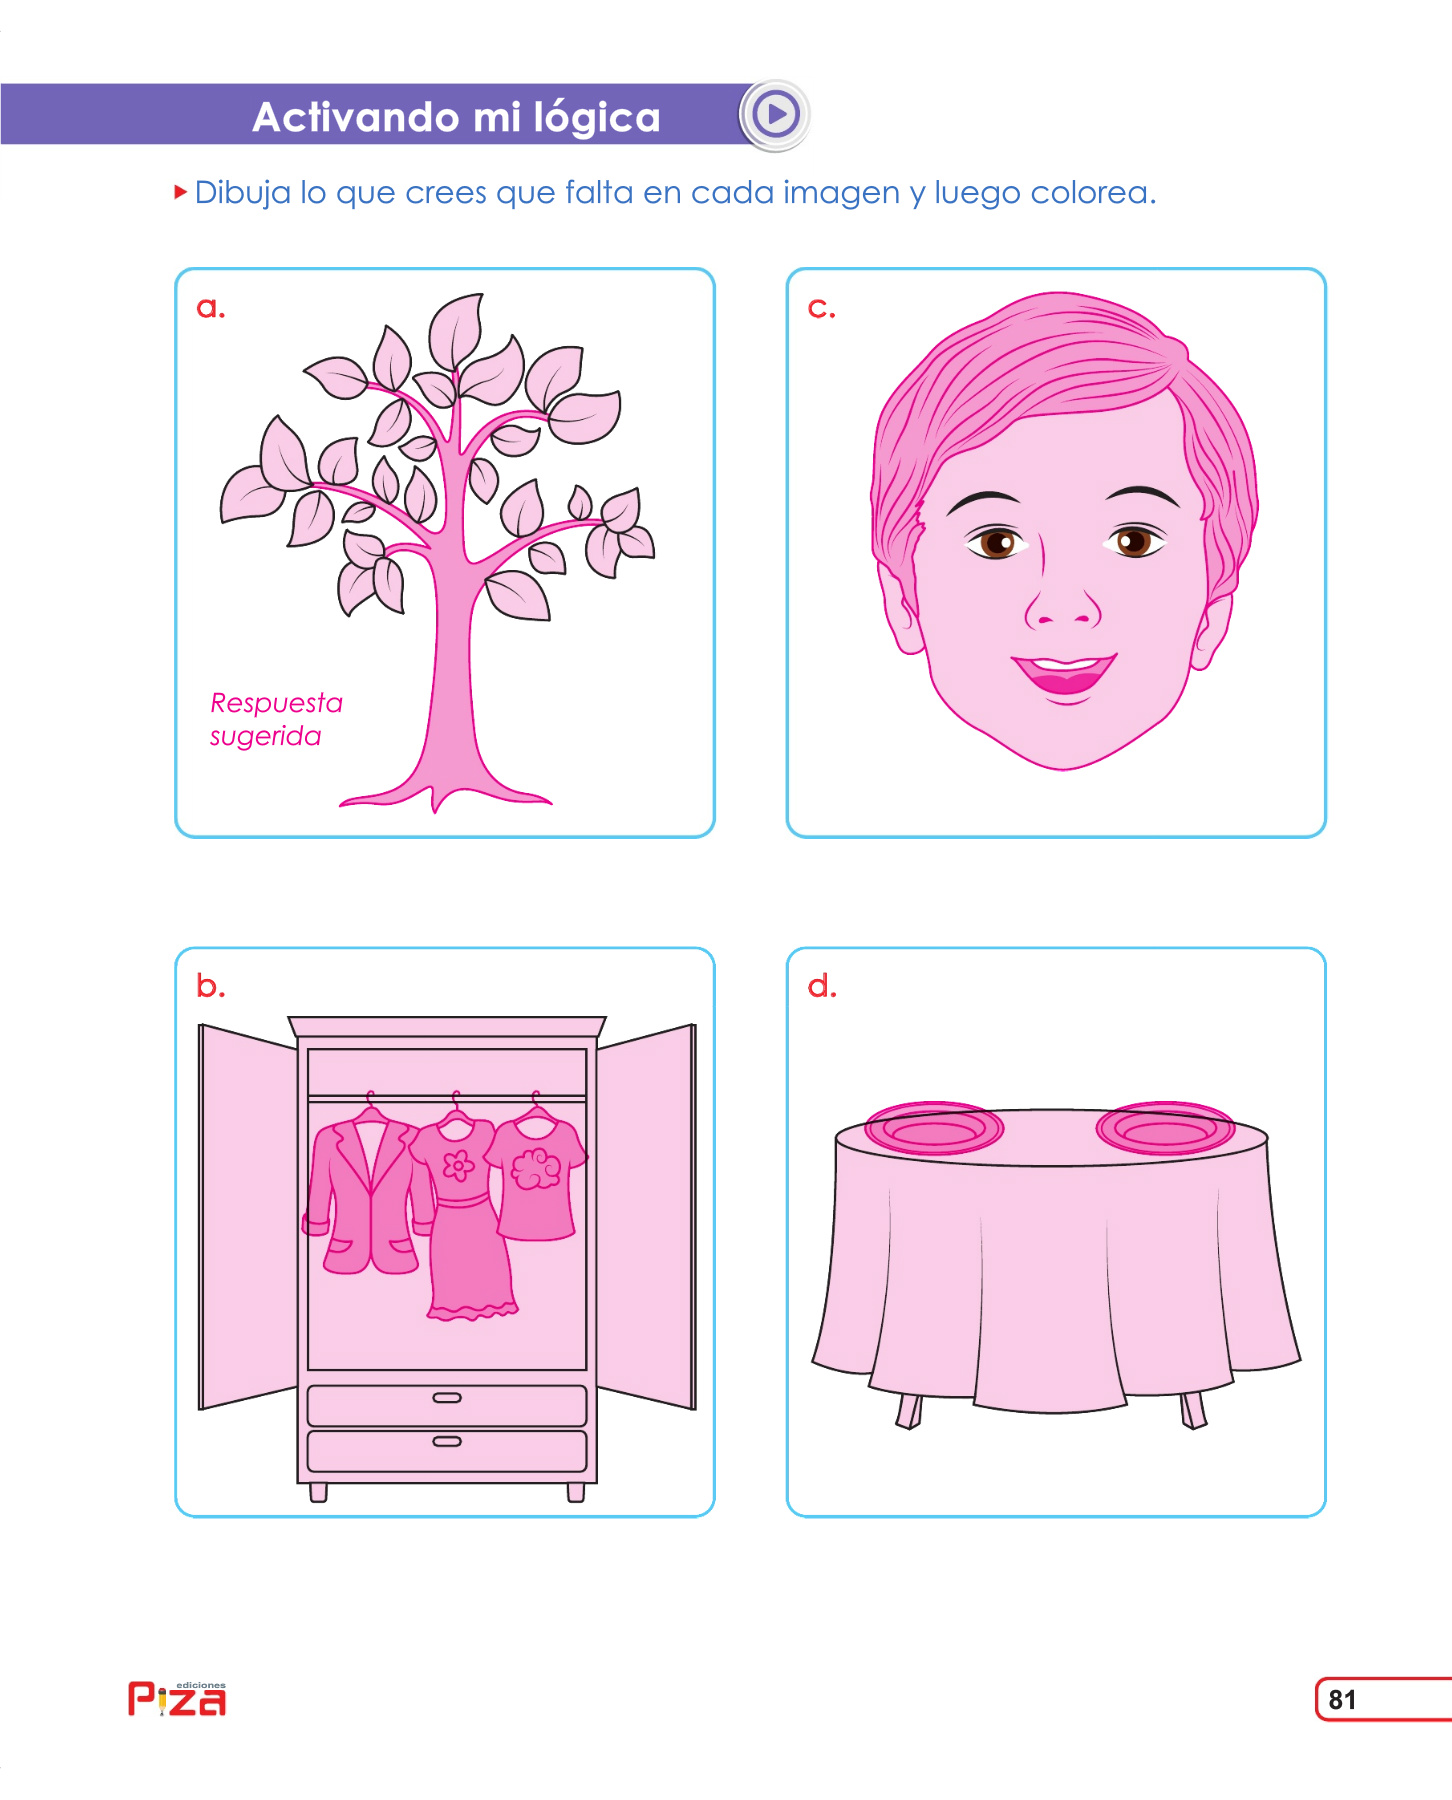 Activando mi lógica
Dibuja lo que crees que falta en cada imagen y luego colorea.
a.
Respuesta
sugerida
c.
b.
d.
ediciones
Piza
81